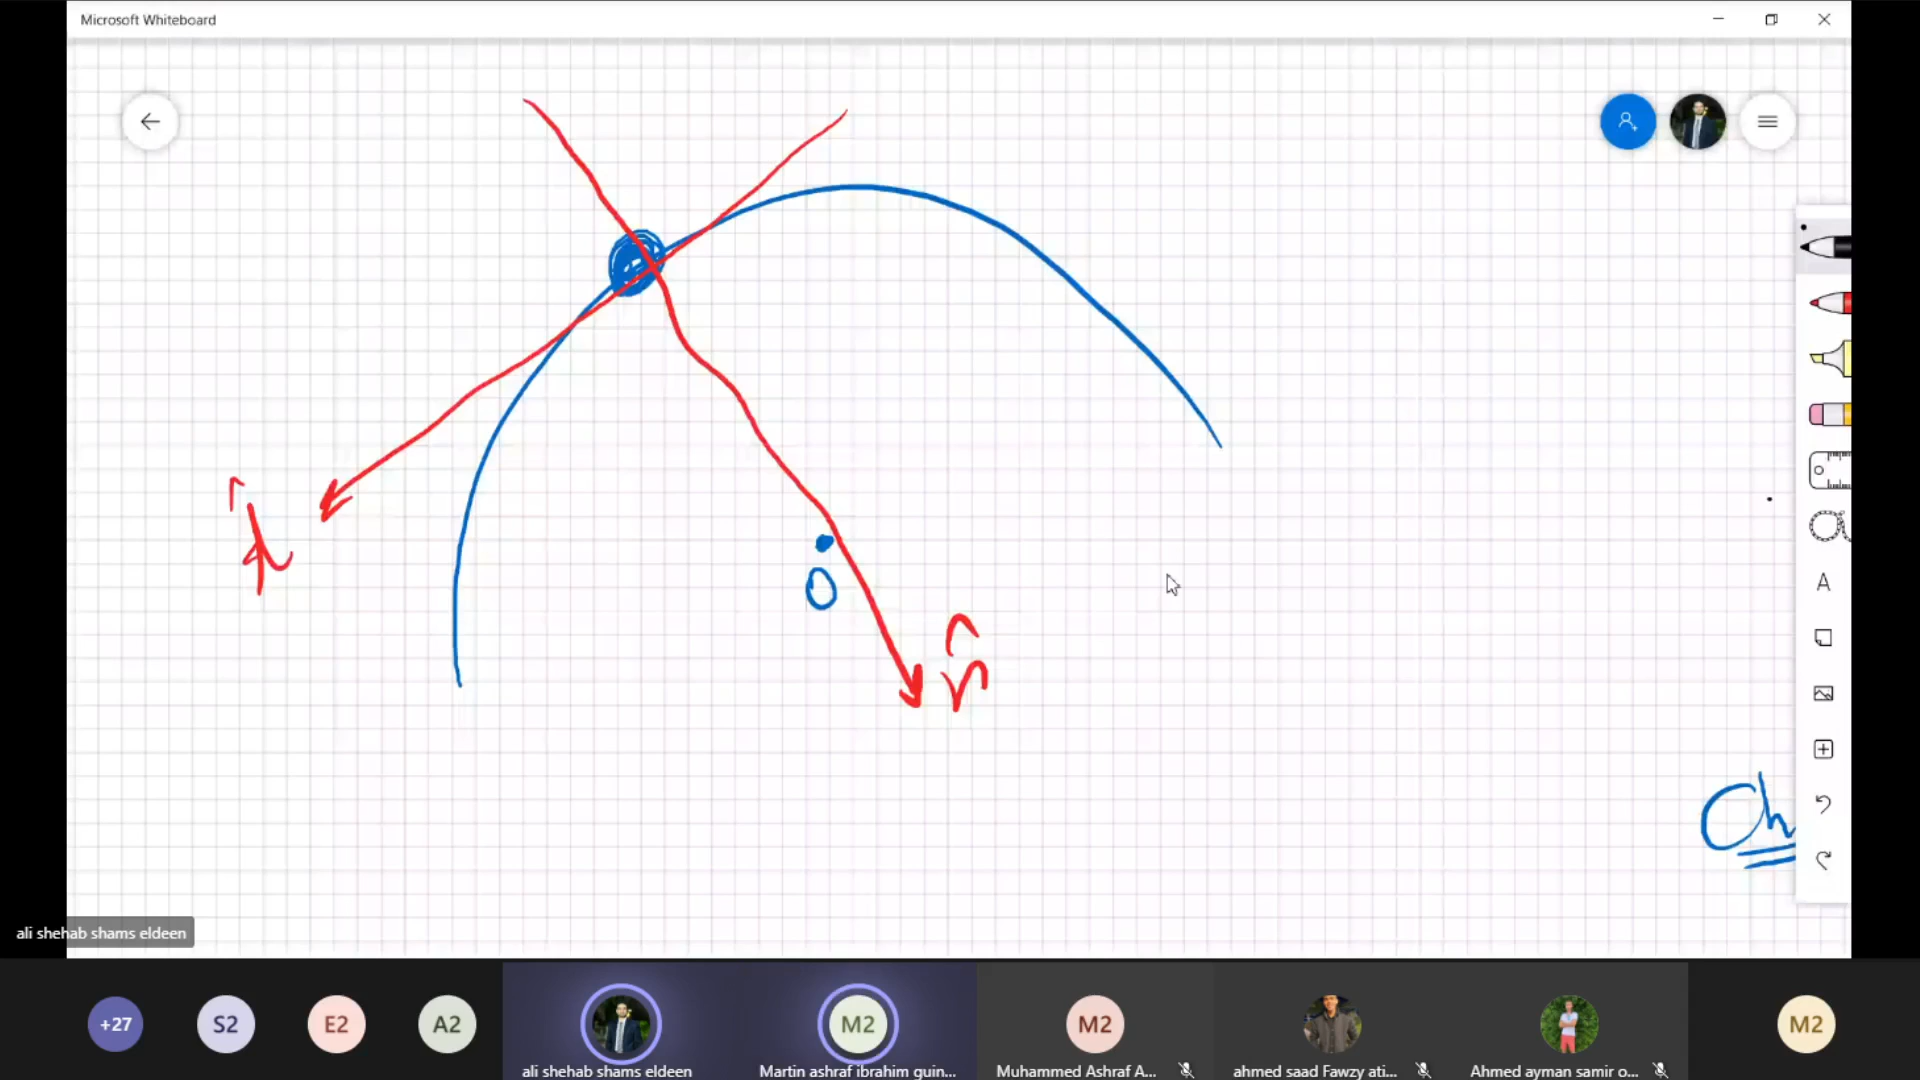 Microsoft Whiteboard
t̂
O
n̂
Ch
A
ali shehab shams eldeen
+27
S2
E2
A2
M2
M2
M2
ali shehab shams eldeen
Martin ashraf ibrahim guin...
Muhammed Ashraf A...
ahmed saad Fawzy ati...
Ahmed ayman samir o...